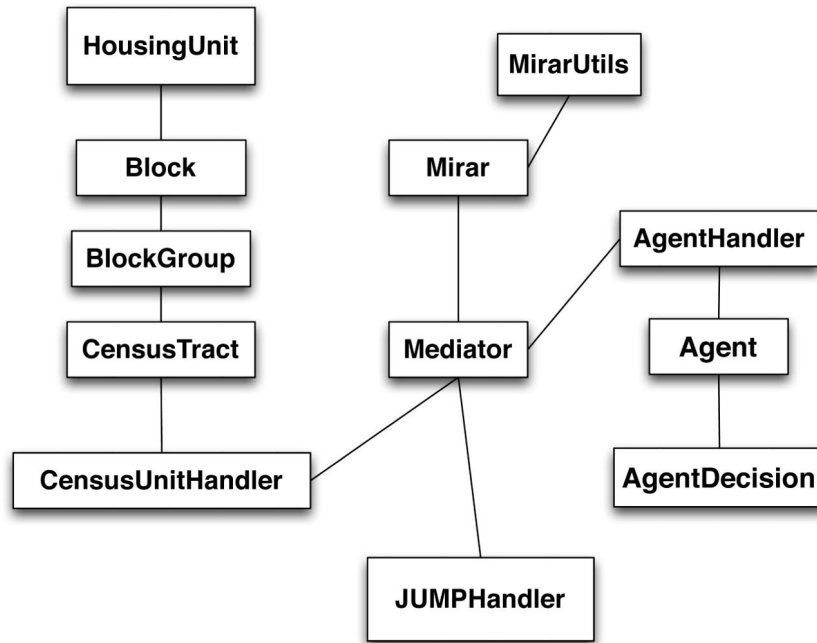 HousingUnit
MirarUtils
Block
Mirar
BlockGroup
AgentHandler
CensusTract
Mediator
Agent
CensusUnitHandler
AgentDecision
JUMPHandler